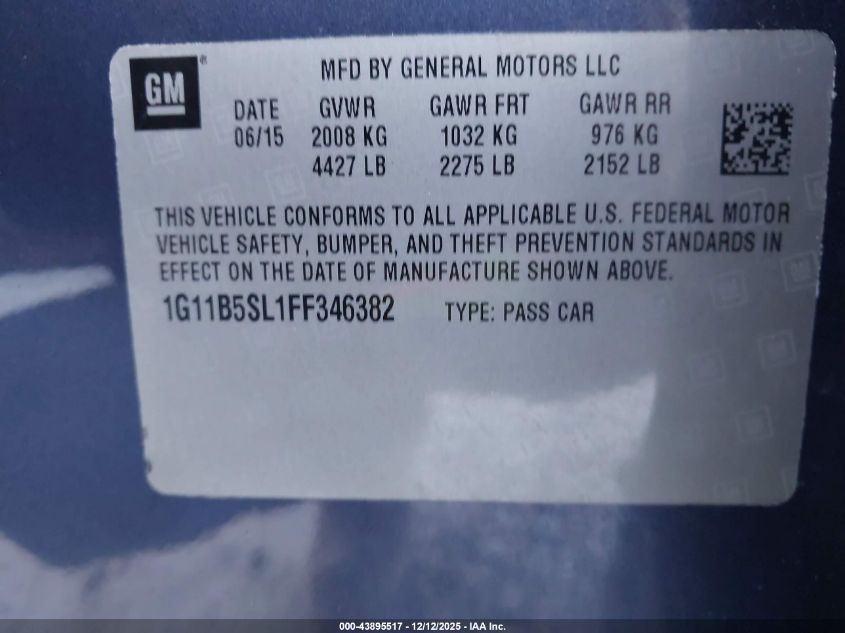 GM®
MFD BY GENERAL MOTORS LLC
DATE GVWR GAWR FRT GAWR RR
06/15 2008 KG 1032 KG 976 KG
4427 LB 2275 LB 2152 LB
THIS VEHICLE CONFORMS TO ALL APPLICABLE U.S. FEDERAL MOTOR
VEHICLE SAFETY, BUMPER, AND THEFT PREVENTION STANDARDS IN
EFFECT ON THE DATE OF MANUFACTURE SHOWN ABOVE.
1G11B5SL1FF346382 TYPE: PASS CAR
000-43895517 - 12/12/2025 - IAA Inc.